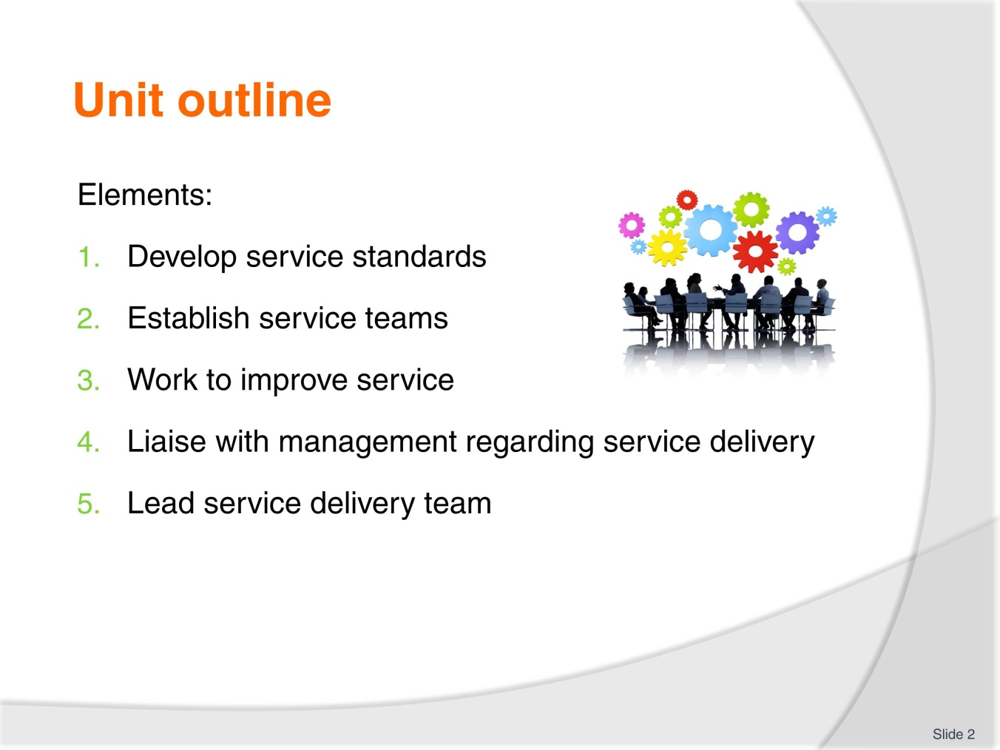 Unit outline
Elements:
1. Develop service standards
2. Establish service teams
3. Work to improve service
4. Liaise with management regarding service delivery
5. Lead service delivery team
Slide 2